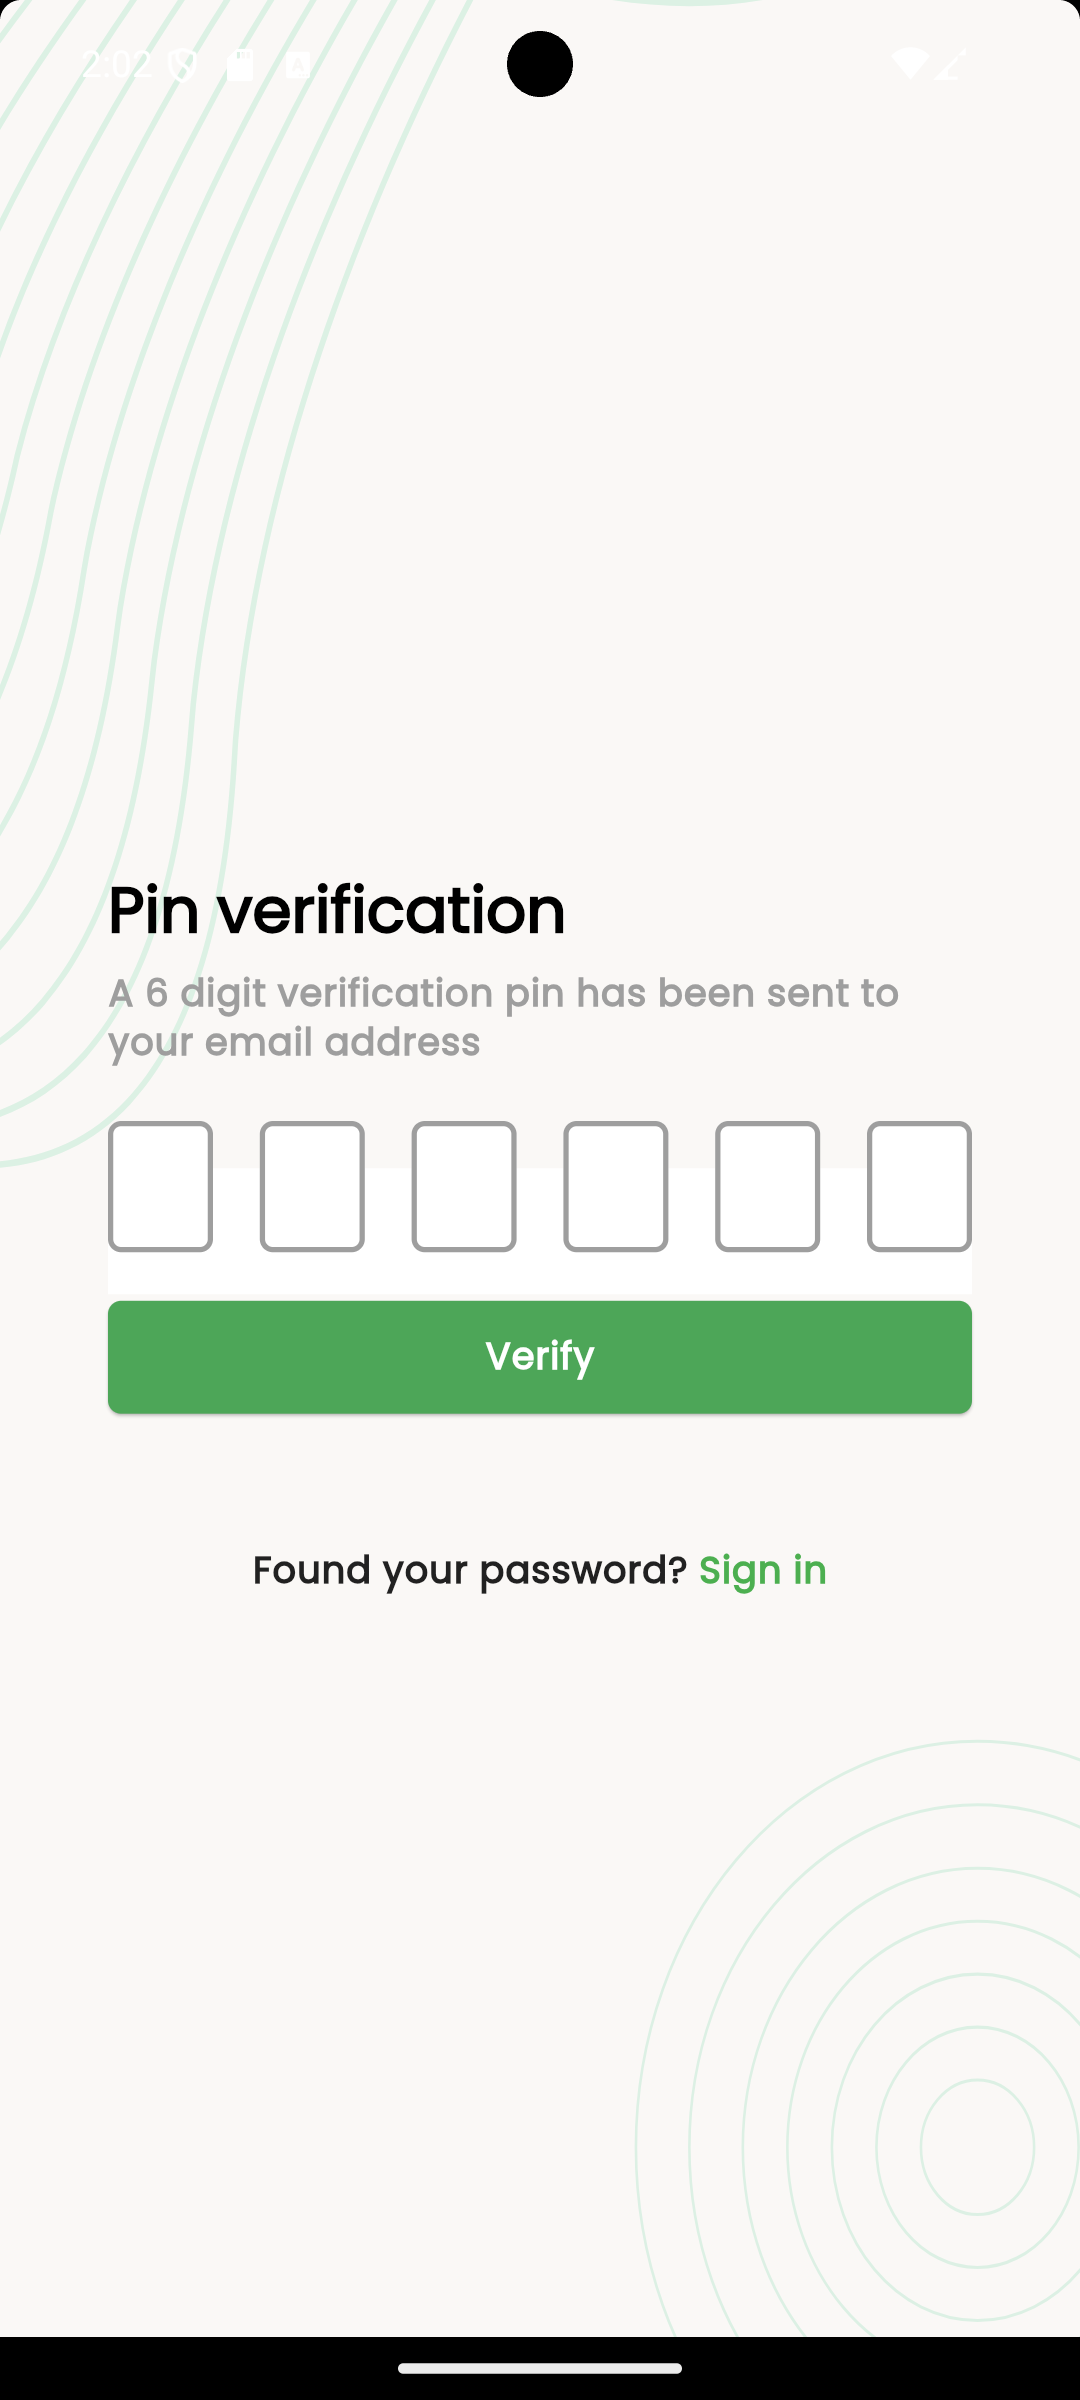 2:02
Pin verification
A 6 digit verification pin has been sent to
your email address
Verify
Found your password? Sign in